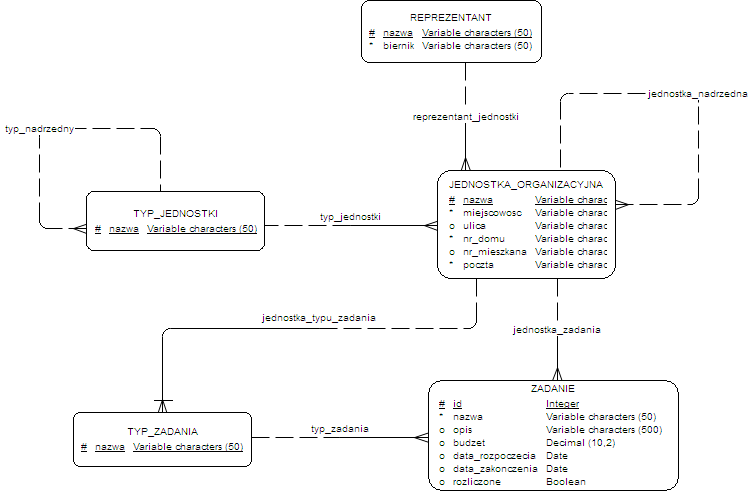 REPREZENTANT
# nazwa Variable characters (50)
* biernik Variable characters (50)
jednostka_nadrzedna
reprezentant_jednostki
typ_nadrzedny
JEDNOSTKA_ORGANIZACYJNA
# nazwa Variable charac
* miejscowosc Variable charac
o ulica Variable charac
* nr_domu Variable charac
o nr_mieszkana Variable charac
* poczta Variable charac
TYP_JEDNOSTKI
# nazwa Variable characters (50)
typ_jednostki
jednostka_typu_zadania
jednostka_zadania
ZADANIE
# id Integer
* nazwa Variable characters (50)
o opis Variable characters (500)
o budzet Decimal (10,2)
o data_rozpoczecia Date
o data_zakonczenia Date
o rozliczone Boolean
TYP_ZADANIA
# nazwa Variable characters (50)
typ_zadania